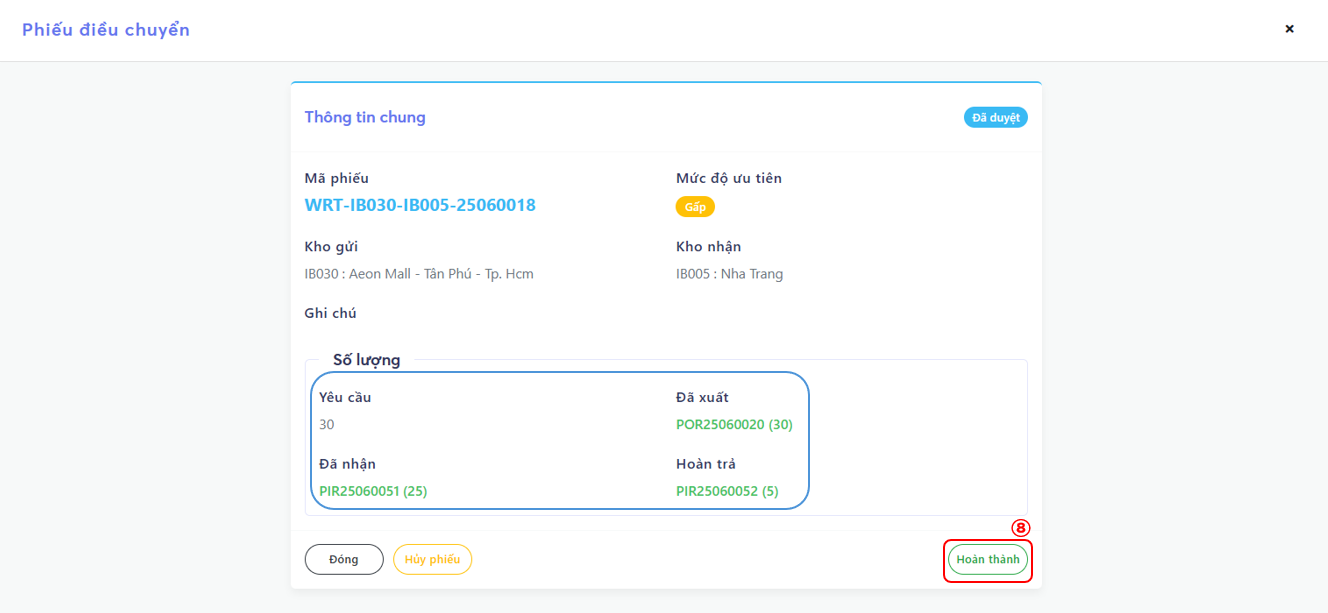 Phiếu điều chuyển
×
Thông tin chung
Đã duyệt
Mã phiếu
Mức độ ưu tiên
WRT-IB030-IB005-25060018
Gấp
Kho gửi
Kho nhận
IB030 : Aeon Mall - Tân Phú - Tp. Hcm
IB005 : Nha Trang
Ghi chú
Số lượng
Yêu cầu
Đã xuất
30
POR25060020 (30)
Đã nhận
Hoàn trả
PIR25060051 (25)
PIR25060052 (5)
⑧
Đóng
Hủy phiếu
Hoàn thành